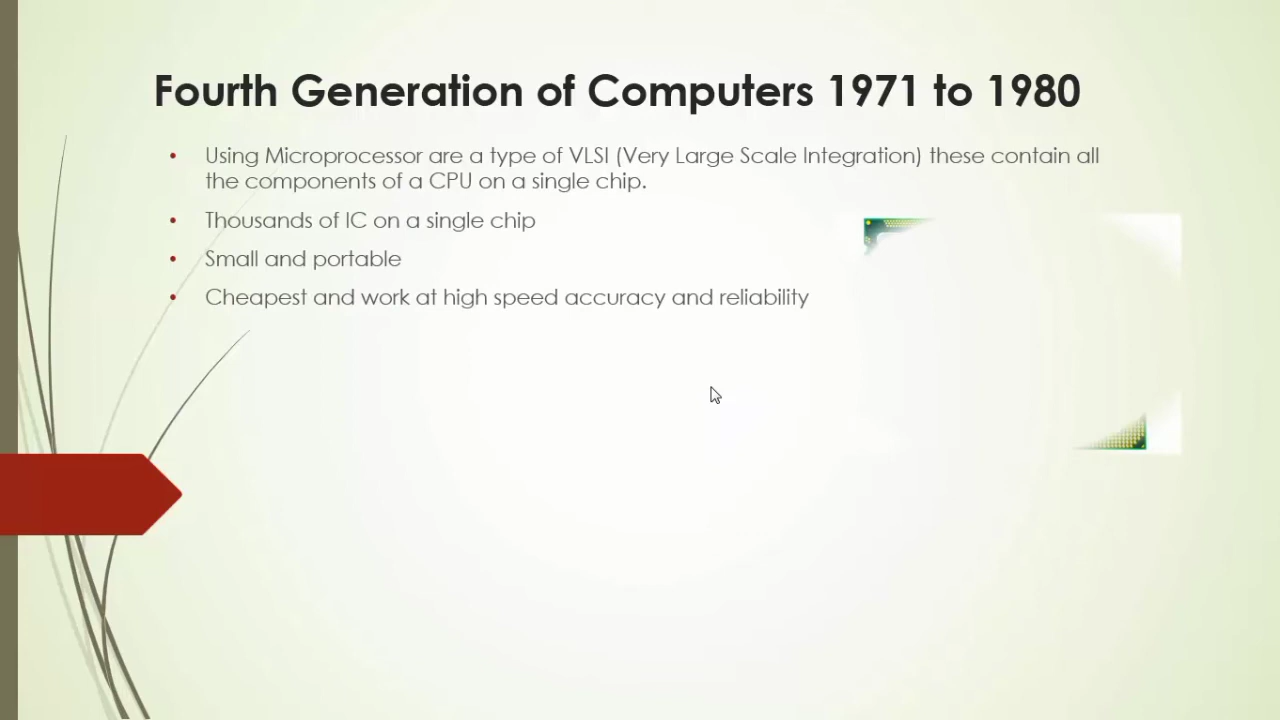 Fourth Generation of Computers 1971 to 1980
• Using Microprocessor are a type of VLSI (Very Large Scale Integration) these contain all
the components of a CPU on a single chip.
• Thousands of IC on a single chip
• Small and portable
• Cheapest and work at high speed accuracy and reliability